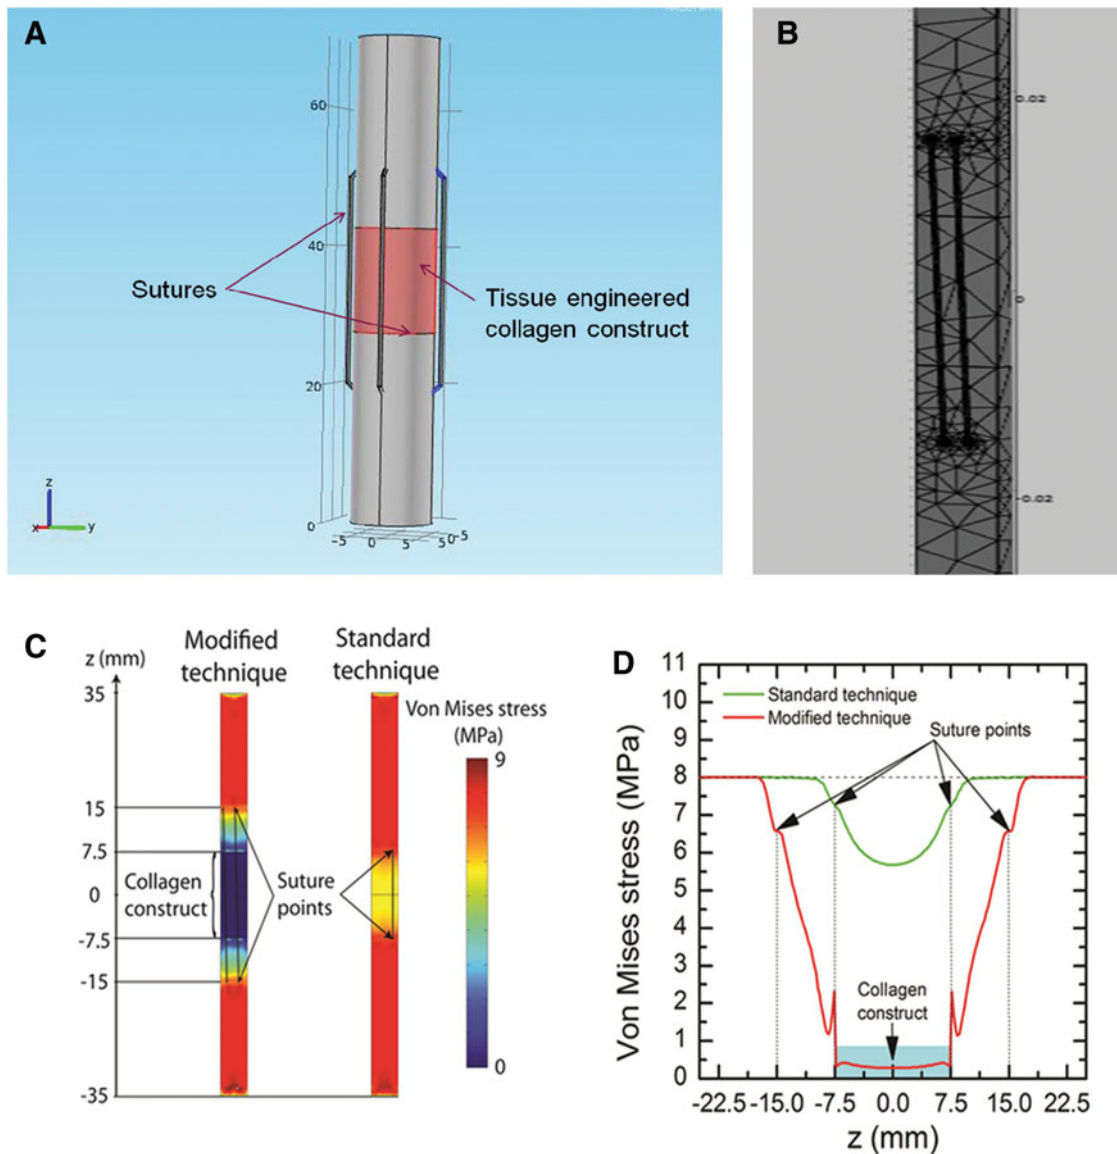 A
60
40
20
0
-5 0 5 5 0 -5
Sutures
Tissue engineered
collagen construct
z
x y
B
0.02
0
-0.02
C
z (mm)
Modified
technique
Standard
technique
35
15
7.5
0
-7.5
-15
-35
Collagen
construct
Suture
points
Von Mises stress
(MPa)
9
0
D
Von Mises stress (MPa)
11
10
9
8
7
6
5
4
3
2
1
0
Standard technique
Modified technique
Suture points
Collagen
construct
-22.5 -15.0 -7.5 0.0 7.5 15.0 22.5
z (mm)